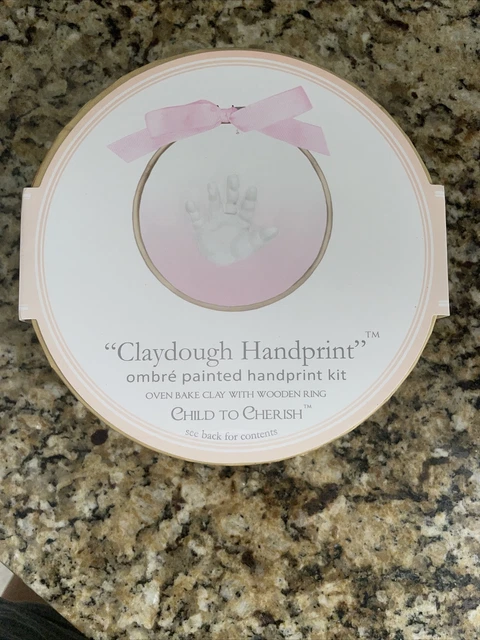 "Claydough Handprint"™
ombré painted handprint kit
OVEN BAKE CLAY WITH WOODEN RING
CHILD TO CHERISH™
see back for contents